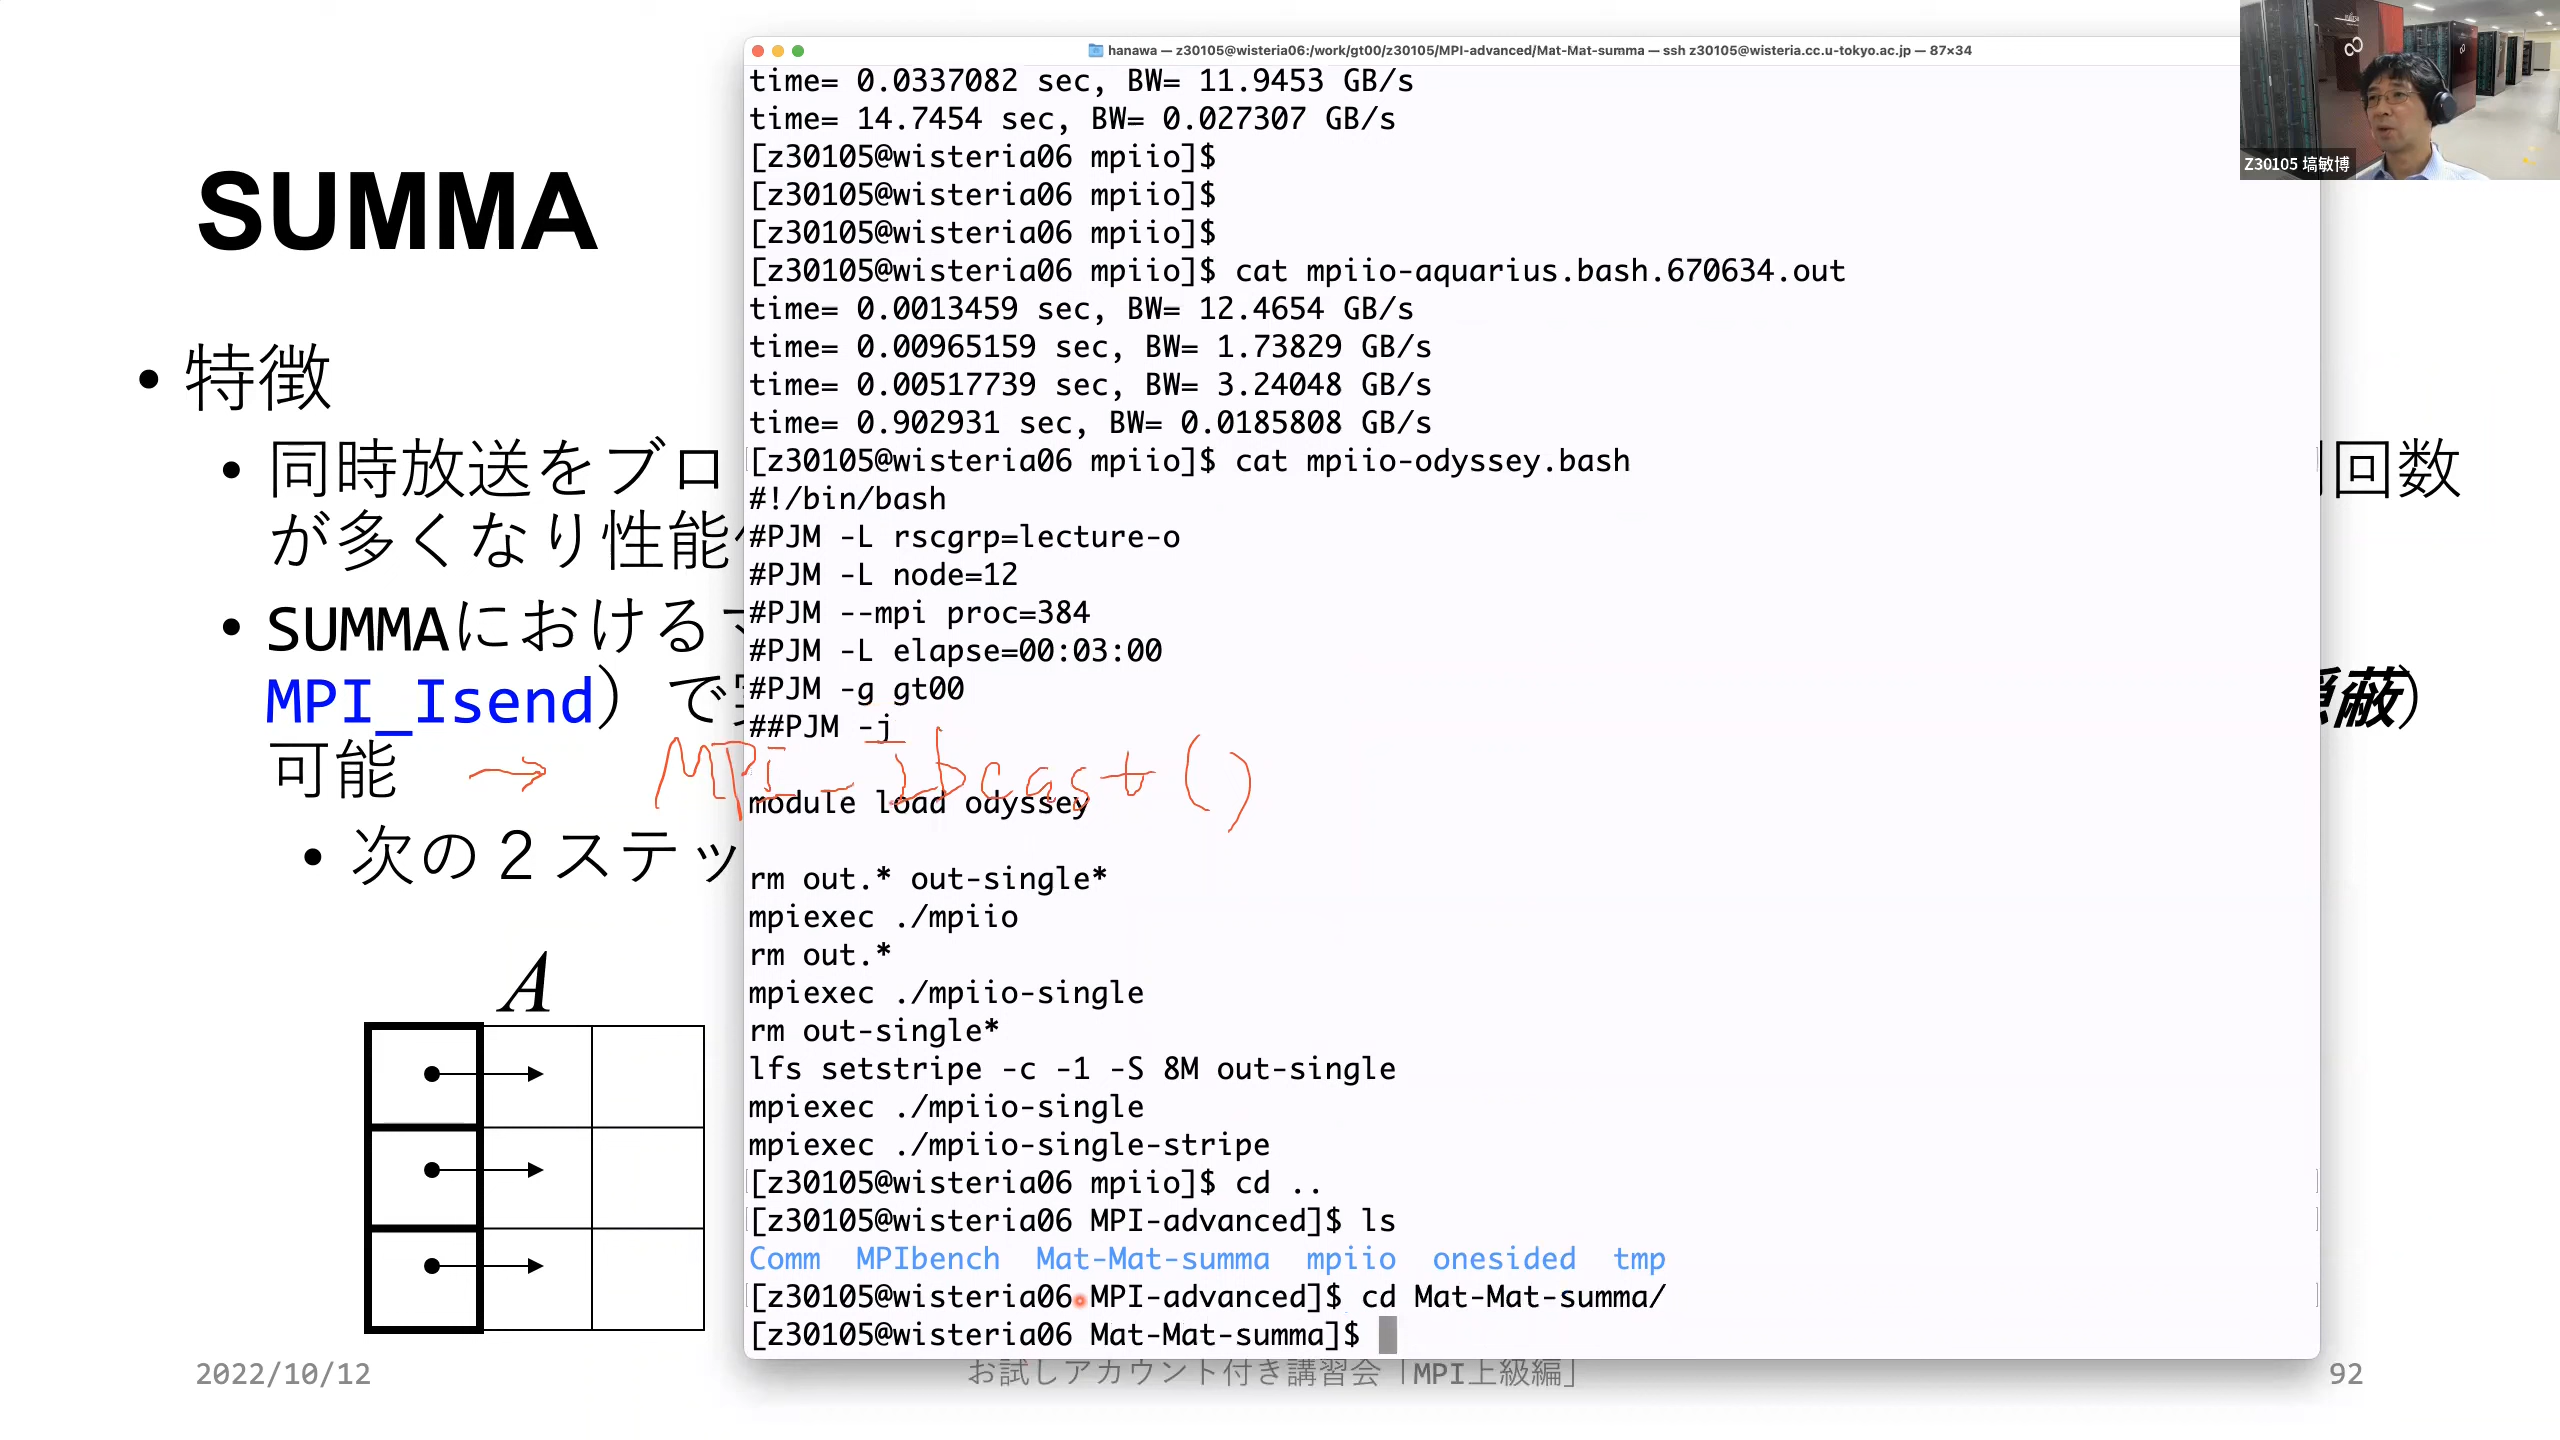 hanawa — z30105@wisteria06:/work/gt00/z30105/MPI-advanced/Mat-Mat-summa — ssh z30105@wisteria.cc.u-tokyo.ac.jp — 87×34
time= 0.0337082 sec, BW= 11.9453 GB/s
time= 14.7454 sec, BW= 0.027307 GB/s
[z30105@wisteria06 mpiio]$
[z30105@wisteria06 mpiio]$
[z30105@wisteria06 mpiio]$
[z30105@wisteria06 mpiio]$ cat mpiio-aquarius.bash.670634.out
time= 0.0013459 sec, BW= 12.4654 GB/s
time= 0.00965159 sec, BW= 1.73829 GB/s
time= 0.00517739 sec, BW= 3.24048 GB/s
time= 0.902931 sec, BW= 0.0185808 GB/s
[z30105@wisteria06 mpiio]$ cat mpiio-odyssey.bash
#!/bin/bash
#PJM -L rscgrp=lecture-o
#PJM -L node=12
#PJM --mpi proc=384
#PJM -L elapse=00:03:00
#PJM -g gt00
##PJM -j
module load odyssey
rm out.* out-single*
mpiexec ./mpiio
rm out.*
mpiexec ./mpiio-single
rm out-single*
lfs setstripe -c -1 -S 8M out-single
mpiexec ./mpiio-single
mpiexec ./mpiio-single-stripe
[z30105@wisteria06 mpiio]$ cd ..
[z30105@wisteria06 MPI-advanced]$ ls
Comm MPIbench Mat-Mat-summa mpiio onesided tmp
[z30105@wisteria06 MPI-advanced]$ cd Mat-Mat-summa/
[z30105@wisteria06 Mat-Mat-summa]$
Z30105 塙敏博
SUMMA
• 特徴
• 同時放送をブロ 回数
が多くなり性能
• SUMMAにおける
MPI_Isend）で 隠蔽）
可能 → MPI_Ibcast()
• 次の２ステッ
A
2022/10/12
お試しアカウント付き講習会「MPI上級編」
92